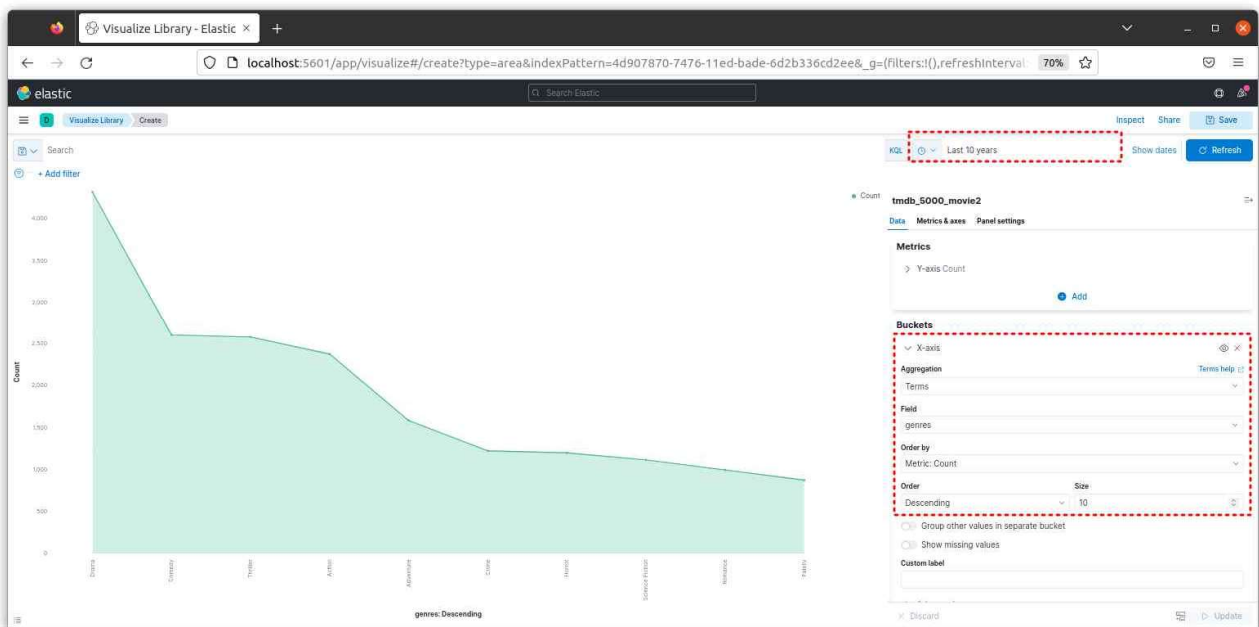 Visualize Library - Elastic × +
localhost:5601/app/visualize#/create?type=area&indexPattern=4d907870-7476-11ed-bade-6d2b336cd2ee&_g=(filters:!(),refreshInterval: 70%
elastic
Search Elastic
D Visualize Library Create
Inspect Share Save
Search
KQL Last 10 years Show dates Refresh
+ Add filter
Count
4,000
3,500
3,000
2,500
2,000
1,500
1,000
500
0
Count
Drama
Comedy
Thriller
Action
Adventure
Crime
Horror
Science Fiction
Romance
Family
genres: Descending
tmdb_5000_movie2
Data Metrics & axes Panel settings
Metrics
Y-axis Count
Add
Buckets
X-axis
Aggregation Terms help
Terms
Field
genres
Order by
Metric: Count
Order Size
Descending 10
Group other values in separate bucket
Show missing values
Custom label
Discard Update